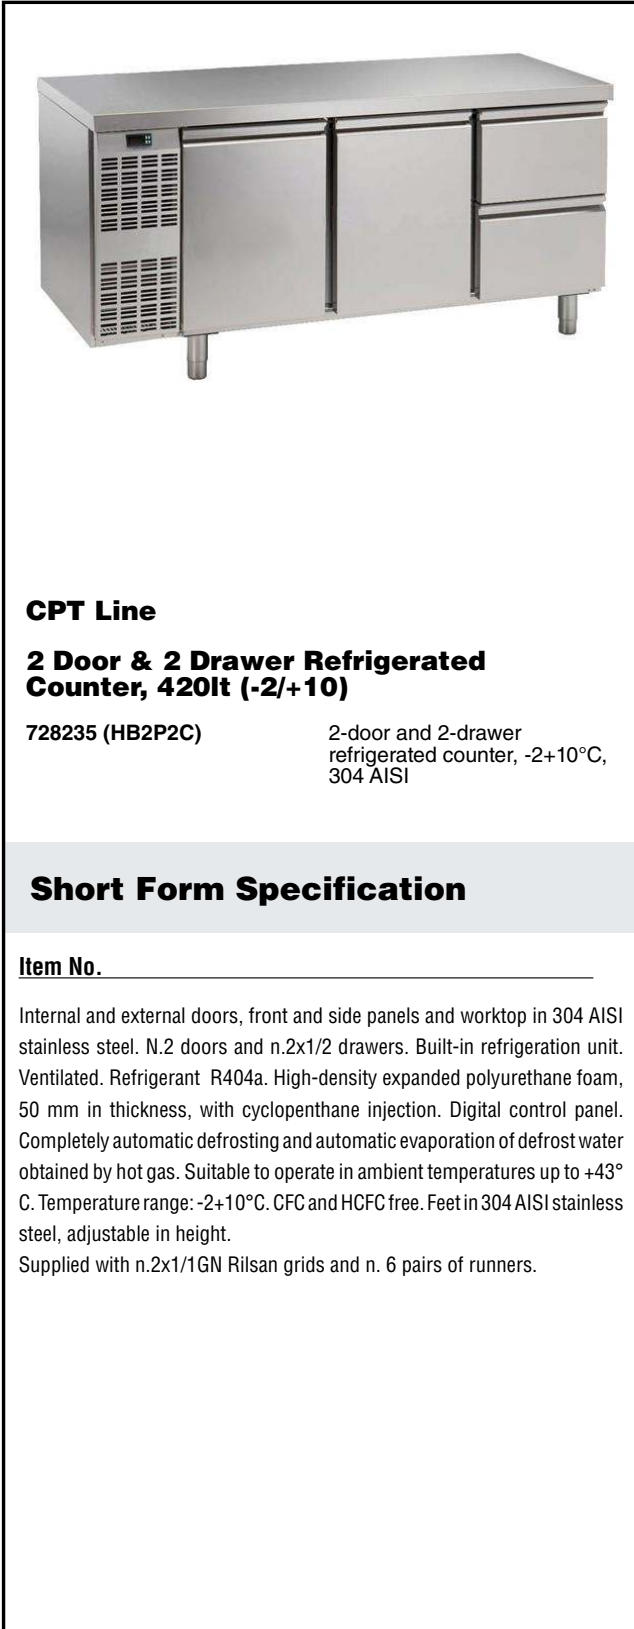 CPT Line
2 Door & 2 Drawer Refrigerated
Counter, 420lt (-2/+10)
728235 (HB2P2C)
2-door and 2-drawer
refrigerated counter, -2+10°C,
304 AISI
Short Form Specification
Item No.
Internal and external doors, front and side panels and worktop in 304 AISI
stainless steel. N.2 doors and n.2x1/2 drawers. Built-in refrigeration unit.
Ventilated. Refrigerant R404a. High-density expanded polyurethane foam,
50 mm in thickness, with cyclopenthane injection. Digital control panel.
Completely automatic defrosting and automatic evaporation of defrost water
obtained by hot gas. Suitable to operate in ambient temperatures up to +43°
C. Temperature range: -2+10°C. CFC and HCFC free. Feet in 304 AISI stainless
steel, adjustable in height.
Supplied with n.2x1/1GN Rilsan grids and n. 6 pairs of runners.